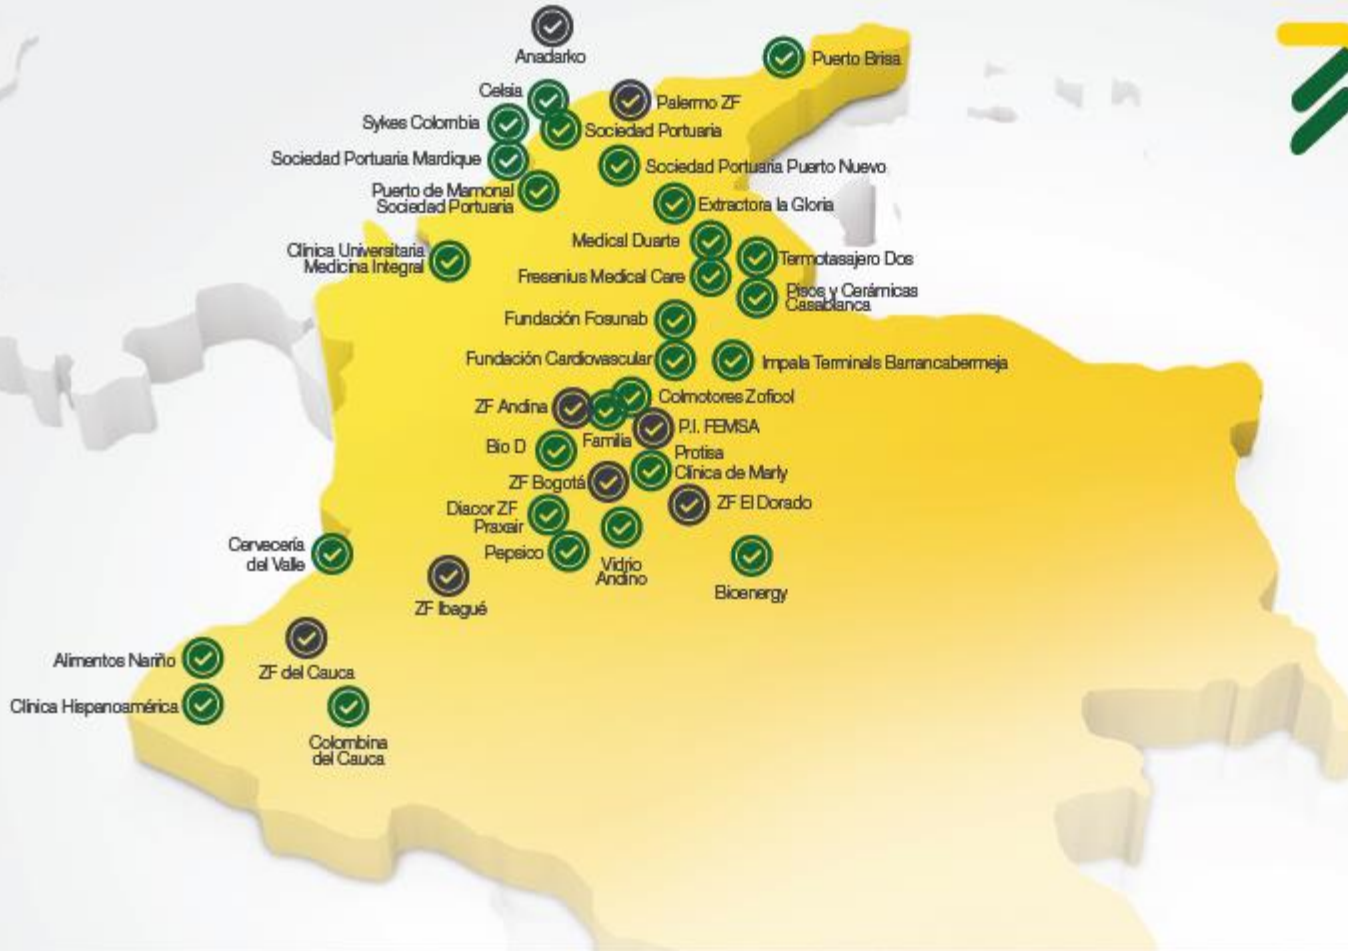 Anadarko
Puerto Brisa
Celsia
Palermo ZF
Sykes Colombia
Sociedad Portuaria
Sociedad Portuaria Mardique
Sociedad Portuaria Puerto Nuevo
Puerto de Mamonal
Sociedad Portuaria
Extractora la Gloria
Medical Duarte
Clínica Universitaria
Medicina Integral
Termotasajero Dos
Fresenius Medical Care
Pisos y Cerámicas
Casablanca
Fundación Fosunab
Fundación Cardiovascular
Impala Terminals Barrancabermeja
Colmotores Zoficol
ZF Andina
Familia
P.I. FEMSA
Bio D
Protisa
Clínica de Marly
ZF Bogotá
ZF El Dorado
Diacor ZF
Praxair
Cervecería
del Valle
Pepsico
Vidrio
Andino
Bioenergy
ZF Ibagué
Alimentos Nariño
ZF del Cauca
Clínica Hispanoamérica
Colombina
del Cauca